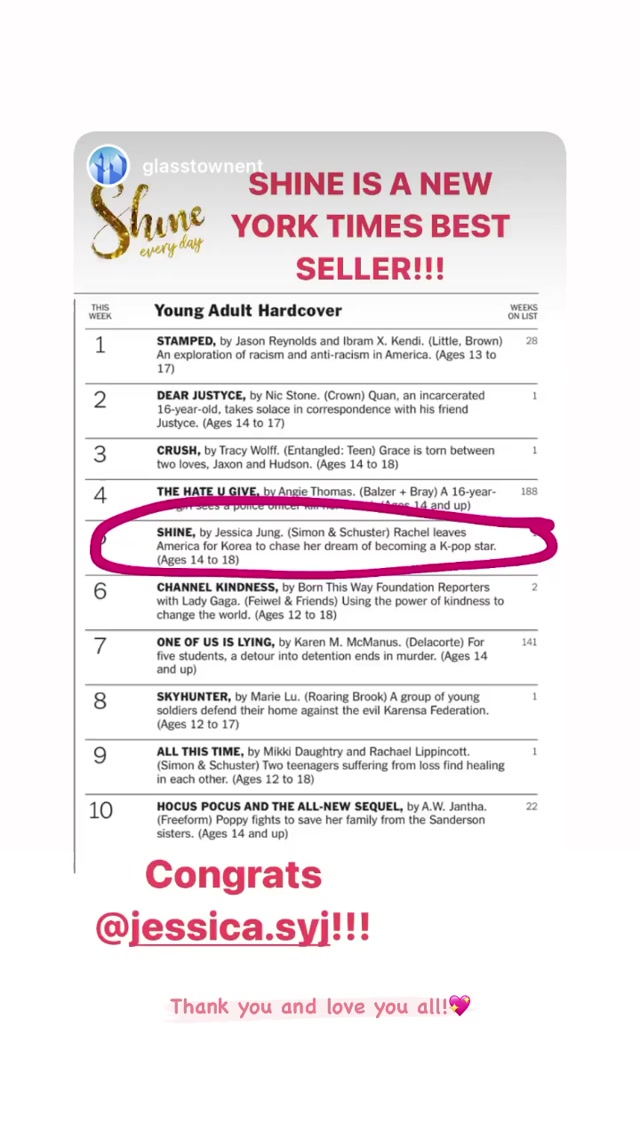 glasstownent
Shine
every day
SHINE IS A NEW
YORK TIMES BEST
SELLER!!!
THIS
WEEK
Young Adult Hardcover
WEEKS
ON LIST
1
STAMPED, by Jason Reynolds and Ibram X. Kendi. (Little, Brown)
An exploration of racism and anti-racism in America. (Ages 13 to
17)
28
2
DEAR JUSTYCE, by Nic Stone. (Crown) Quan, an incarcerated
16-year-old, takes solace in correspondence with his friend
Justyce. (Ages 14 to 17)
1
3
CRUSH, by Tracy Wolff. (Entangled: Teen) Grace is torn between
two loves, Jaxon and Hudson. (Ages 14 to 18)
1
4
THE HATE U GIVE, by Angie Thomas. (Balzer + Bray) A 16-year-
sees a police officer (Ages 14 and up)
188
SHINE, by Jessica Jung. (Simon & Schuster) Rachel leaves
America for Korea to chase her dream of becoming a K-pop star.
(Ages 14 to 18)
6
CHANNEL KINDNESS, by Born This Way Foundation Reporters
with Lady Gaga. (Feiwel & Friends) Using the power of kindness to
change the world. (Ages 12 to 18)
2
7
ONE OF US IS LYING, by Karen M. McManus. (Delacorte) For
five students, a detour into detention ends in murder. (Ages 14
and up)
141
8
SKYHUNTER, by Marie Lu. (Roaring Brook) A group of young
soldiers defend their home against the evil Karensa Federation.
(Ages 12 to 17)
1
9
ALL THIS TIME, by Mikki Daughtry and Rachael Lippincott.
(Simon & Schuster) Two teenagers suffering from loss find healing
in each other. (Ages 12 to 18)
1
10
HOCUS POCUS AND THE ALL-NEW SEQUEL, by A.W. Jantha.
(Freeform) Poppy fights to save her family from the Sanderson
sisters. (Ages 14 and up)
22
Congrats
@jessica.syj!!!
Thank you and love you all!💖